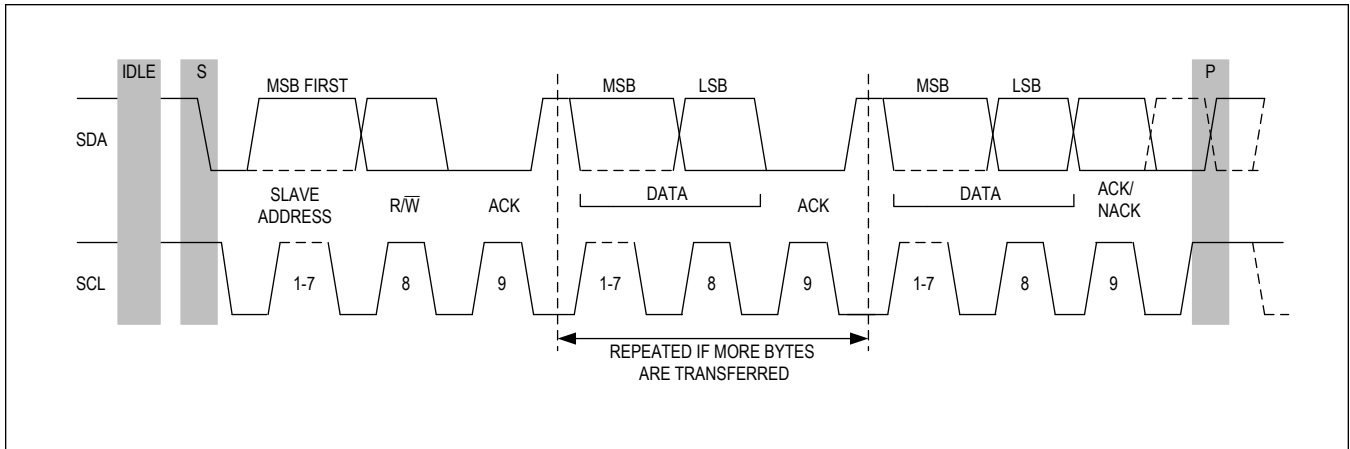 IDLE S MSB FIRST MSB LSB MSB LSB P
SDA
SLAVE ADDRESS R/W̅ ACK DATA ACK DATA ACK/NACK
SCL 1-7 8 9 1-7 8 9 1-7 8 9
REPEATED IF MORE BYTES
ARE TRANSFERRED